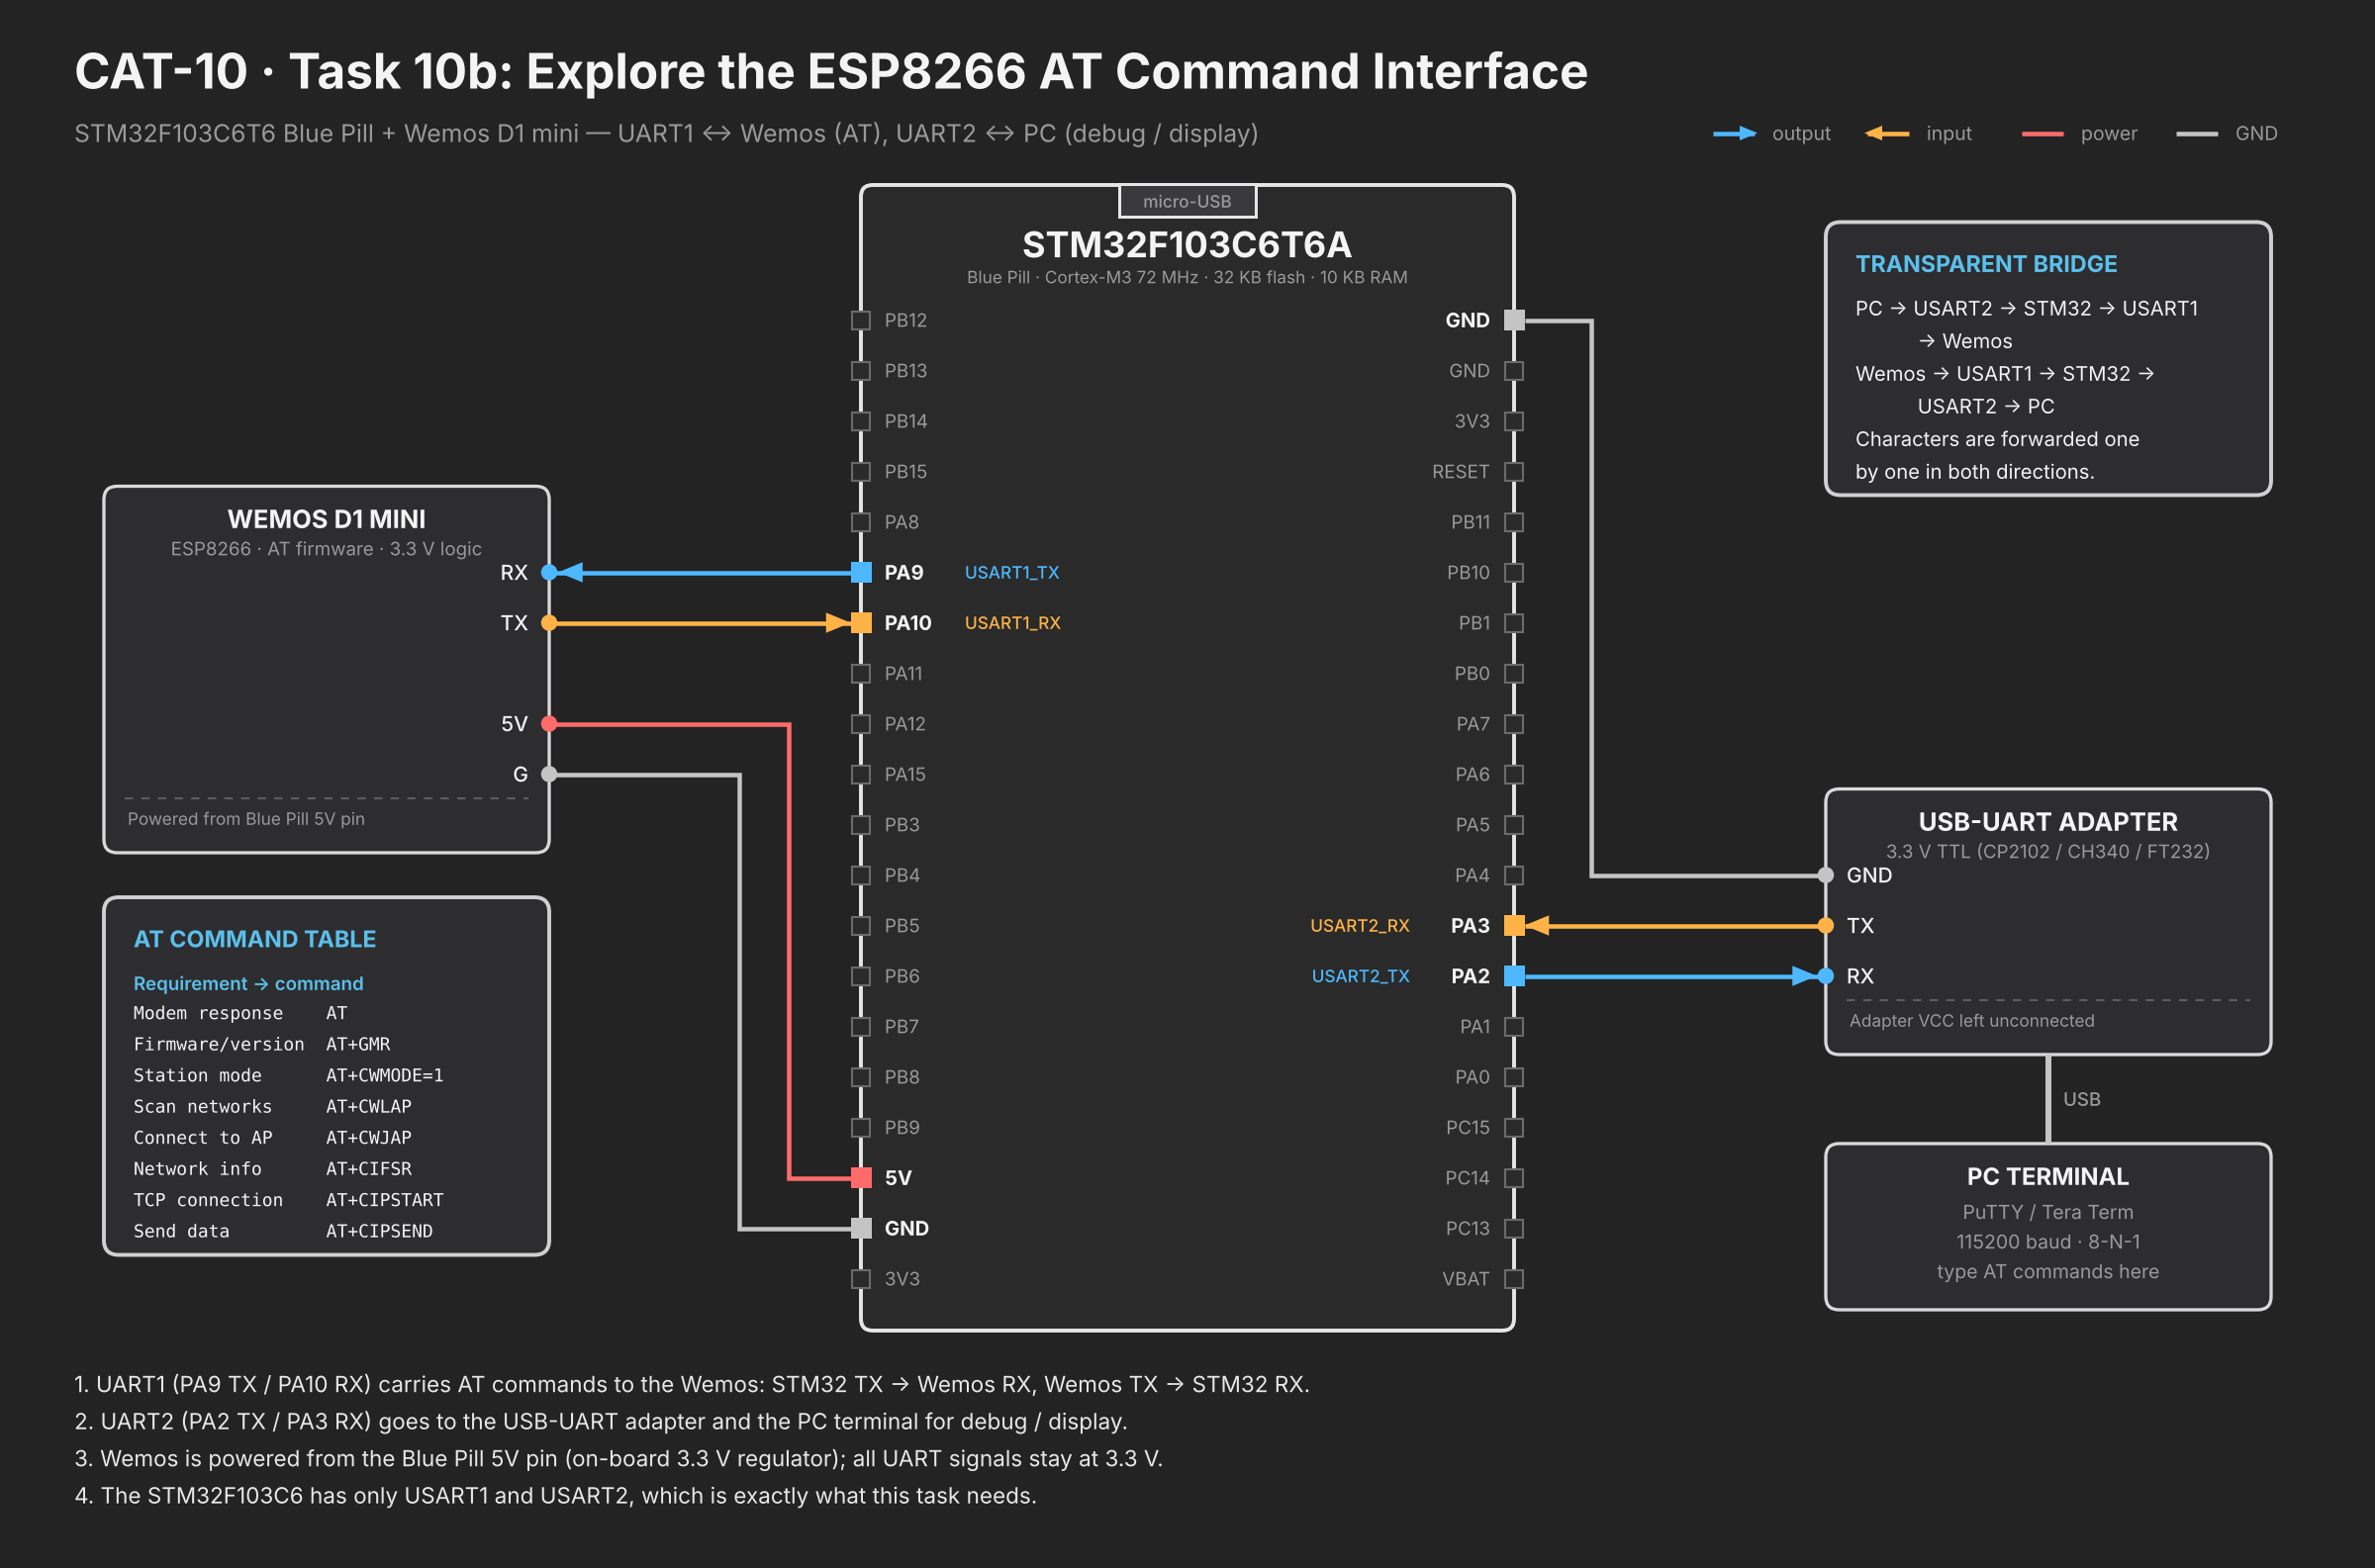 CAT-10 · Task 10b: Explore the ESP8266 AT Command Interface
STM32F103C6T6 Blue Pill + Wemos D1 mini — UART1 ↔ Wemos (AT), UART2 ↔ PC (debug / display)
output
input
power
GND
micro-USB
STM32F103C6T6A
Blue Pill · Cortex-M3 72 MHz · 32 KB flash · 10 KB RAM
PB12
PB13
PB14
PB15
PA8
PA9 USART1_TX
PA10 USART1_RX
PA11
PA12
PA15
PB3
PB4
PB5
PB6
PB7
PB8
PB9
5V
GND
3V3
GND
GND
3V3
RESET
PB11
PB10
PB1
PB0
PA7
PA6
PA5
PA4
USART2_RX PA3
USART2_TX PA2
PA1
PA0
PC15
PC14
PC13
VBAT
WEMOS D1 MINI
ESP8266 · AT firmware · 3.3 V logic
RX
TX
5V
G
Powered from Blue Pill 5V pin
AT COMMAND TABLE
Requirement → command
Modem response AT
Firmware/version AT+GMR
Station mode AT+CWMODE=1
Scan networks AT+CWLAP
Connect to AP AT+CWJAP
Network info AT+CIFSR
TCP connection AT+CIPSTART
Send data AT+CIPSEND
TRANSPARENT BRIDGE
PC → USART2 → STM32 → USART1
→ Wemos
Wemos → USART1 → STM32 →
USART2 → PC
Characters are forwarded one
by one in both directions.
USB-UART ADAPTER
3.3 V TTL (CP2102 / CH340 / FT232)
GND
TX
RX
Adapter VCC left unconnected
USB
PC TERMINAL
PuTTY / Tera Term
115200 baud · 8-N-1
type AT commands here
1. UART1 (PA9 TX / PA10 RX) carries AT commands to the Wemos: STM32 TX → Wemos RX, Wemos TX → STM32 RX.
2. UART2 (PA2 TX / PA3 RX) goes to the USB-UART adapter and the PC terminal for debug / display.
3. Wemos is powered from the Blue Pill 5V pin (on-board 3.3 V regulator); all UART signals stay at 3.3 V.
4. The STM32F103C6 has only USART1 and USART2, which is exactly what this task needs.